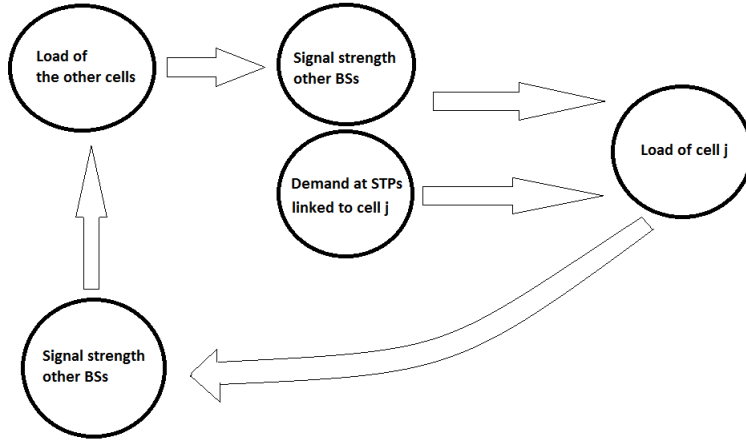 Load of
the other cells
Signal strength
other BSs
Demand at STPs
linked to cell j
Load of cell j
Signal strength
other BSs